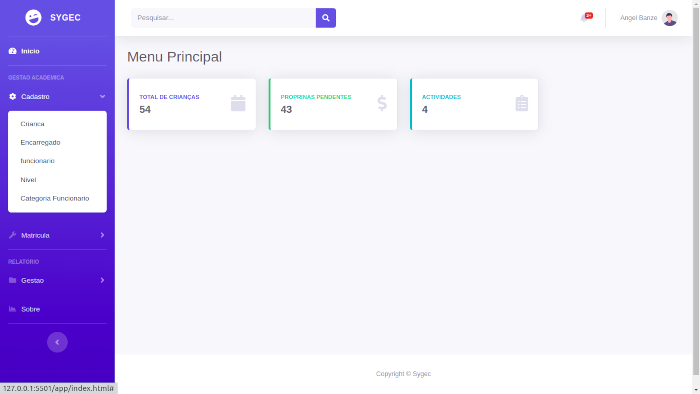 SYGEC
Inicio
GESTAO ACADEMICA
Cadastro
Crianca
Encarregado
funcionario
Nivel
Categoria Funcionario
Matricula
RELATORIO
Gestao
Sobre
127.0.0.1:5501/app/index.html#
Pesquisar...
Angel Banze
Menu Principal
TOTAL DE CRIANÇAS
54
PROPRINAS PENDENTES
43
ACTIVIDADES
4
Copyright © Sygec